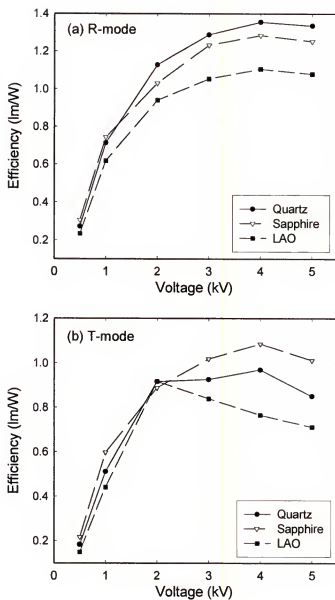 1.4
(a) R-mode
1.2
1.0
0.8
0.6
0.4
0.2
Efficiency (lm/W)
Quartz
Sapphire
LAO
0 1 2 3 4 5
Voltage (kV)
1.2
(b) T-mode
1.0
0.8
0.6
0.4
0.2
Efficiency (lm/W)
Quartz
Sapphire
LAO
0 1 2 3 4 5
Voltage (kV)